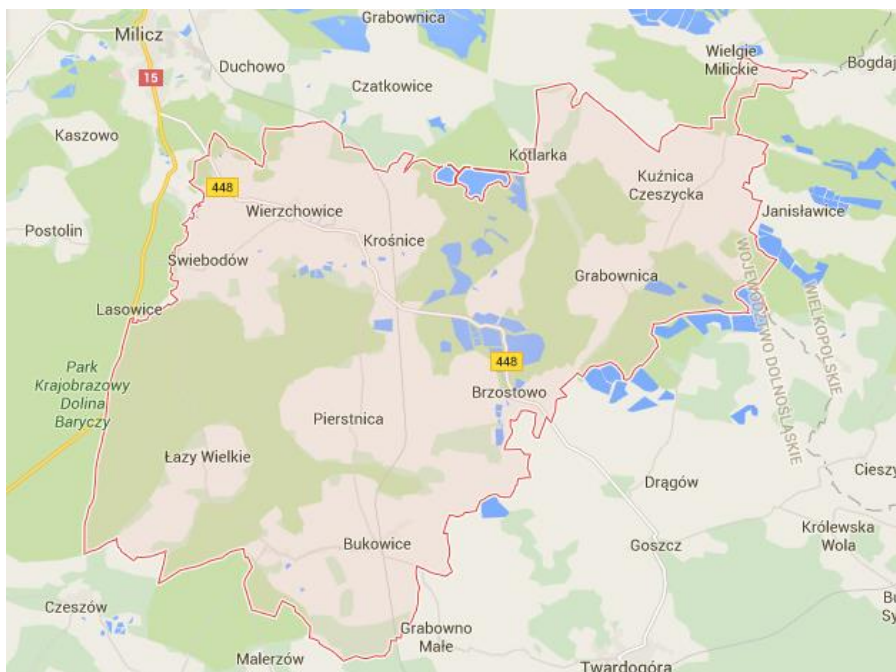 Grabownica
Milicz
Wielgie
Milickie
Bogdaj
Duchowo
15
Czatkowice
Kaszowo
Kotlarka
Kuźnica
Czeszycka
448
Wierzchowice
Janisławice
Postolin
Krośnice
Swiebodów
Grabownica
WOJEWÓDZTWO DOLNOŚLĄSKIE
WIELKOPOLSKIE
Lasowice
Park
Krajobrazowy
Dolina
Baryczy
448
Brzostowo
Pierstnica
Łazy Wielkie
Cieszy
Drągów
Królewska
Wola
Bukowice
Goszcz
Czeszów
Bu
Sy
Grabowno
Małe
Malerzów
Twardogóra